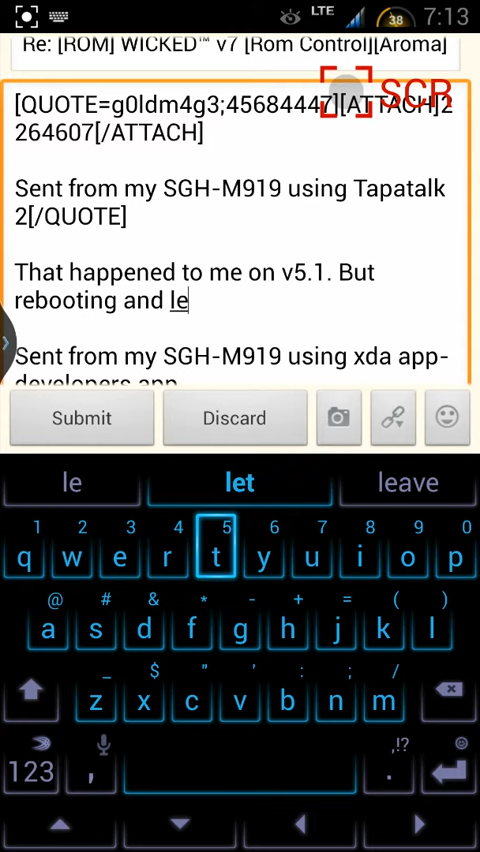 LTE 38 7:13
Re: [ROM] WICKED™ v7 [Rom Control][Aroma]
SCR
[QUOTE=g0ldm4g3;45684447][ATTACH]2
264607[/ATTACH]
Sent from my SGH-M919 using Tapatalk
2[/QUOTE]
That happened to me on v5.1. But
rebooting and le
Sent from my SGH-M919 using xda app-
developers app
Submit Discard
le let leave
1 2 3 4 5 6 7 8 9 0
q w e r t y u i o p
@ # & * - + = ( )
a s d f g h j k l
_ $ " ' : ; /
z x c v b n m
,!?
123 , .